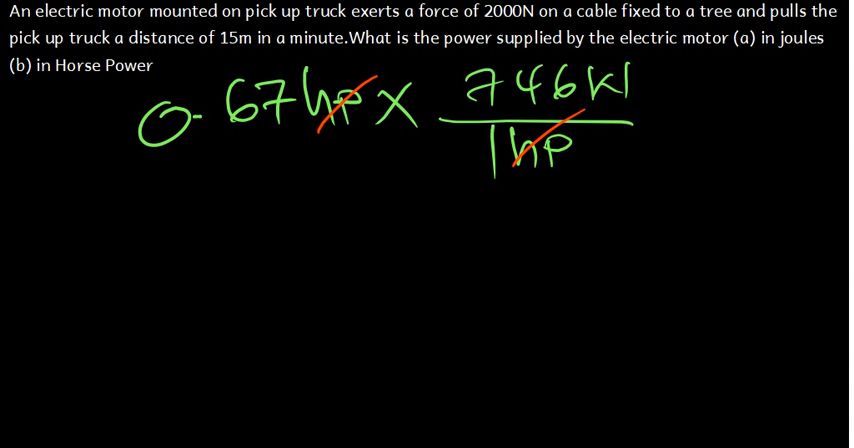 An electric motor mounted on pick up truck exerts a force of 2000N on a cable fixed to a tree and pulls the
pick up truck a distance of 15m in a minute.What is the power supplied by the electric motor (a) in joules
(b) in Horse Power
0.67hp x 746W
1hp